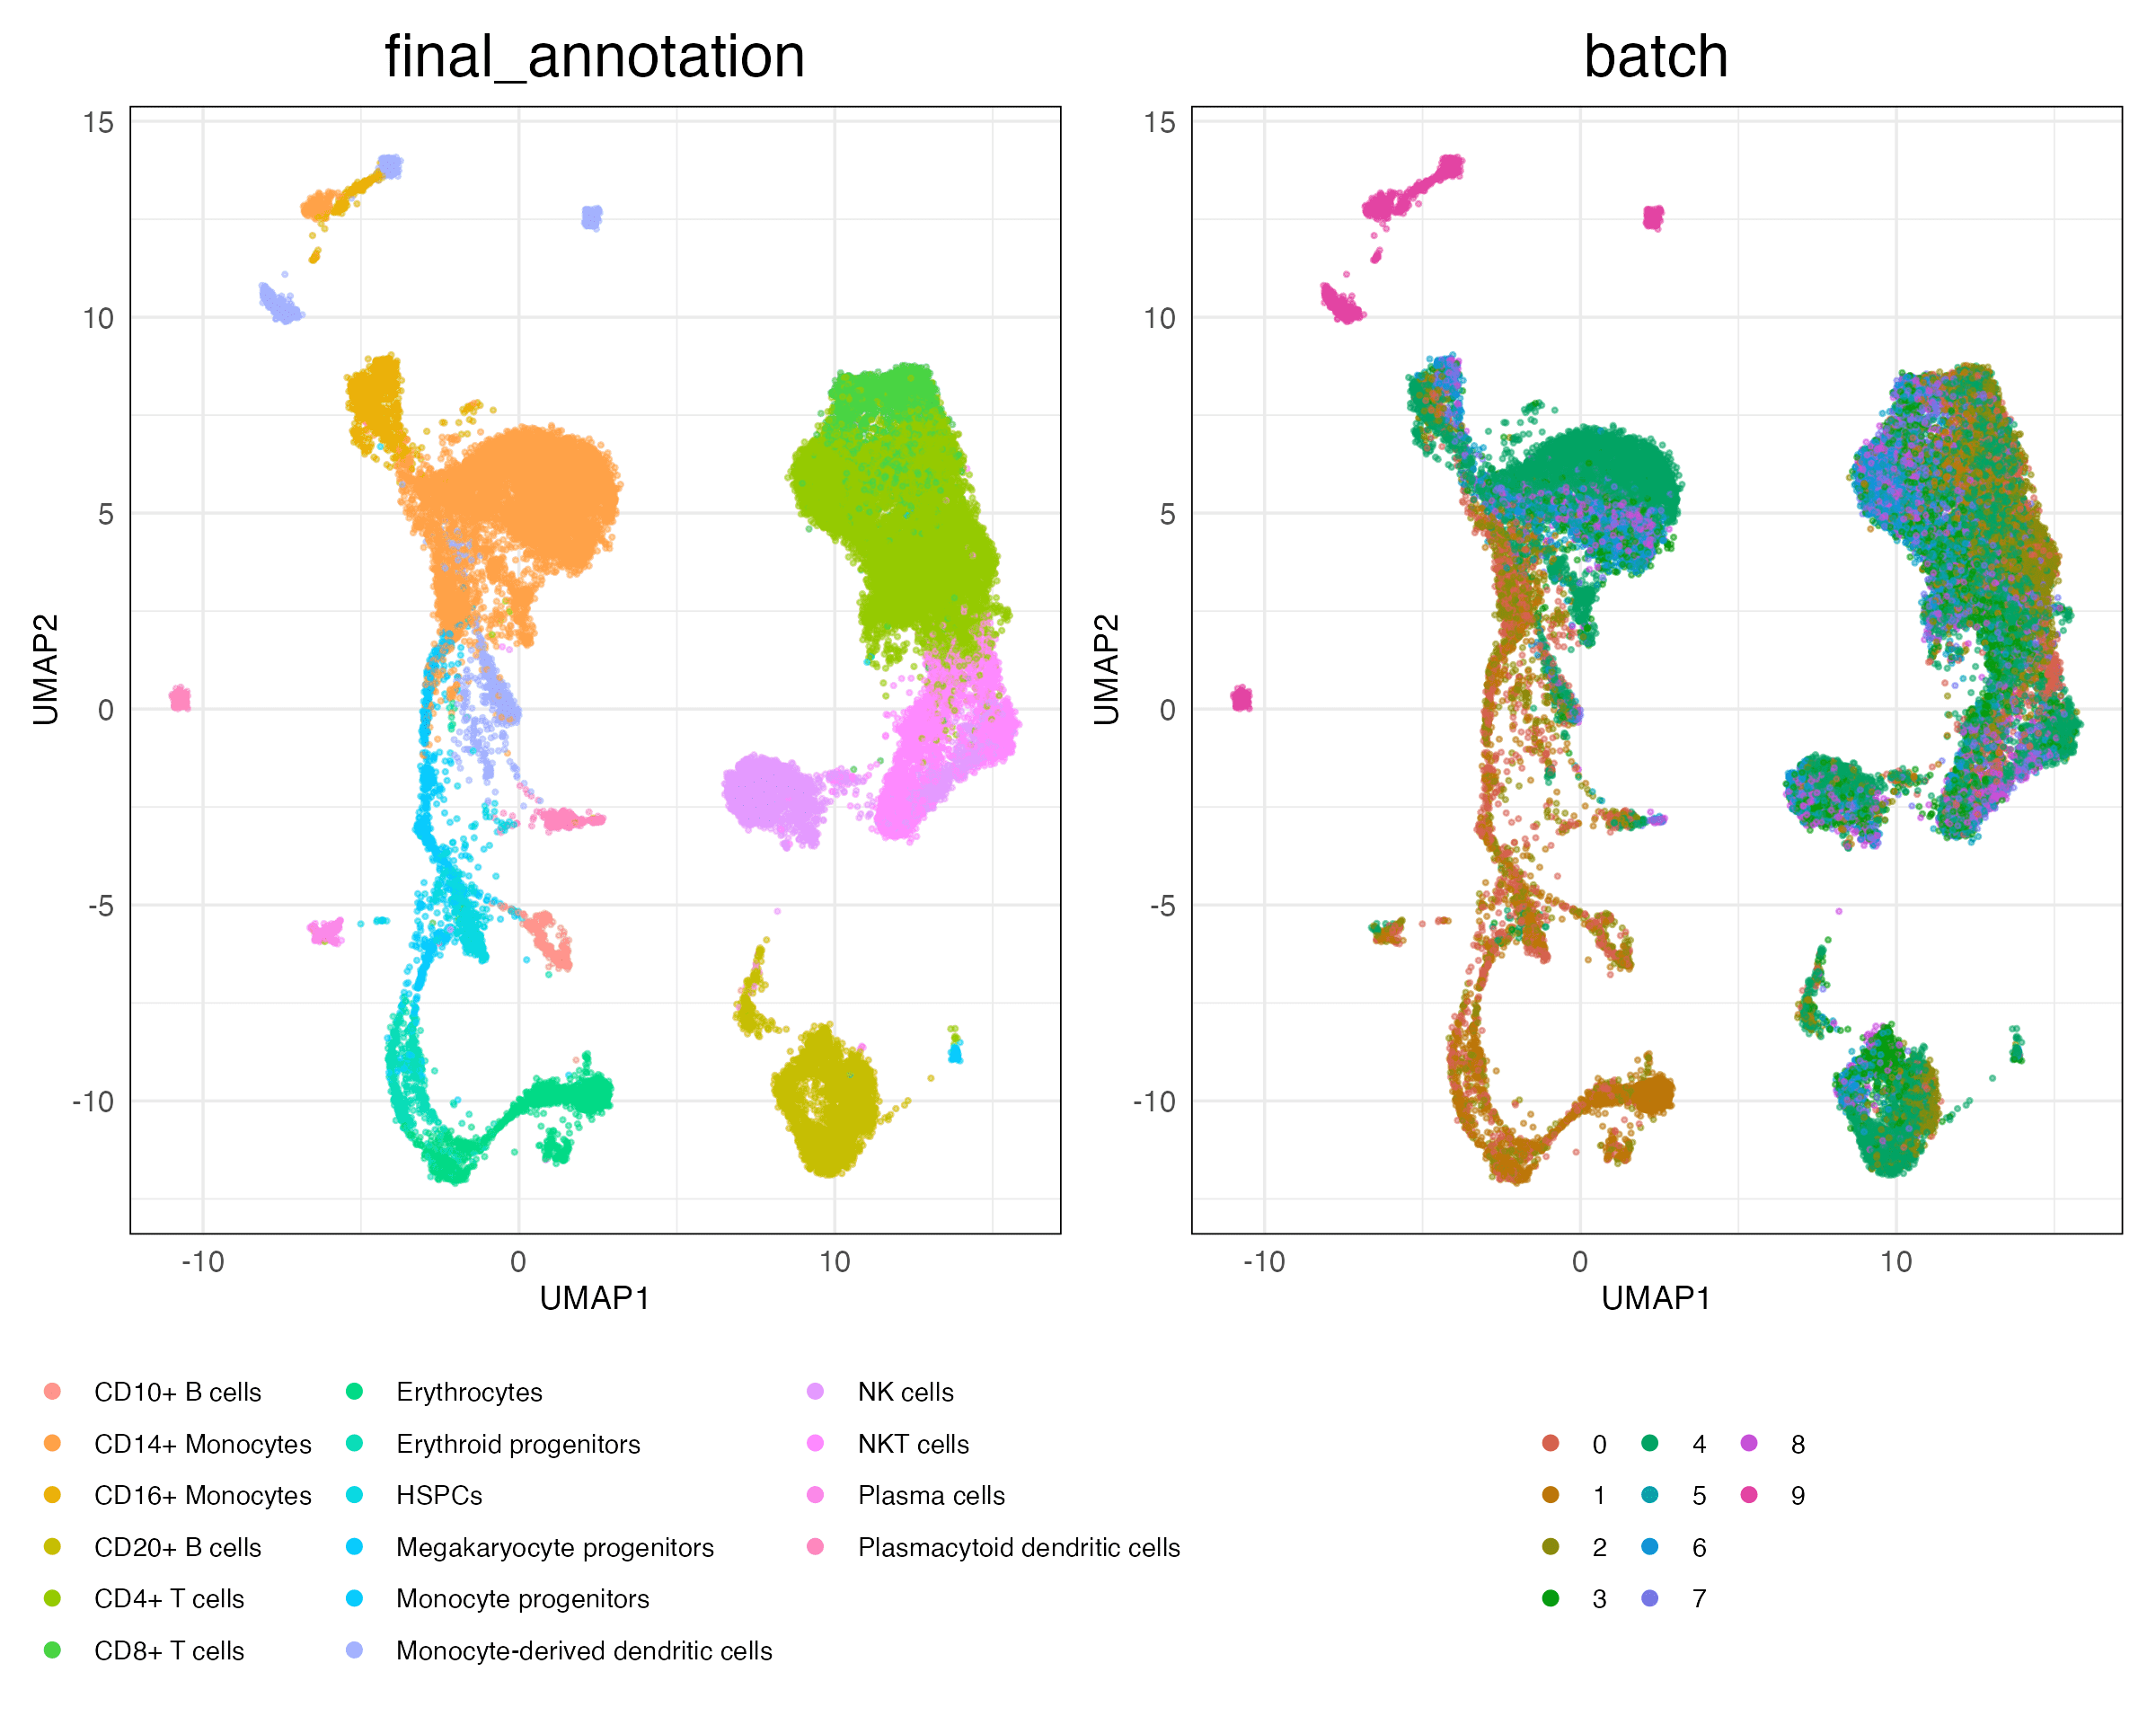 final_annotation
batch
15
10
5
0
-5
-10
UMAP2
-10
0
10
UMAP1
15
10
5
0
-5
-10
UMAP2
-10
0
10
UMAP1
CD10+ B cells
CD14+ Monocytes
CD16+ Monocytes
CD20+ B cells
CD4+ T cells
CD8+ T cells
Erythrocytes
Erythroid progenitors
HSPCs
Megakaryocyte progenitors
Monocyte progenitors
Monocyte-derived dendritic cells
NK cells
NKT cells
Plasma cells
Plasmacytoid dendritic cells
0
1
2
3
4
5
6
7
8
9